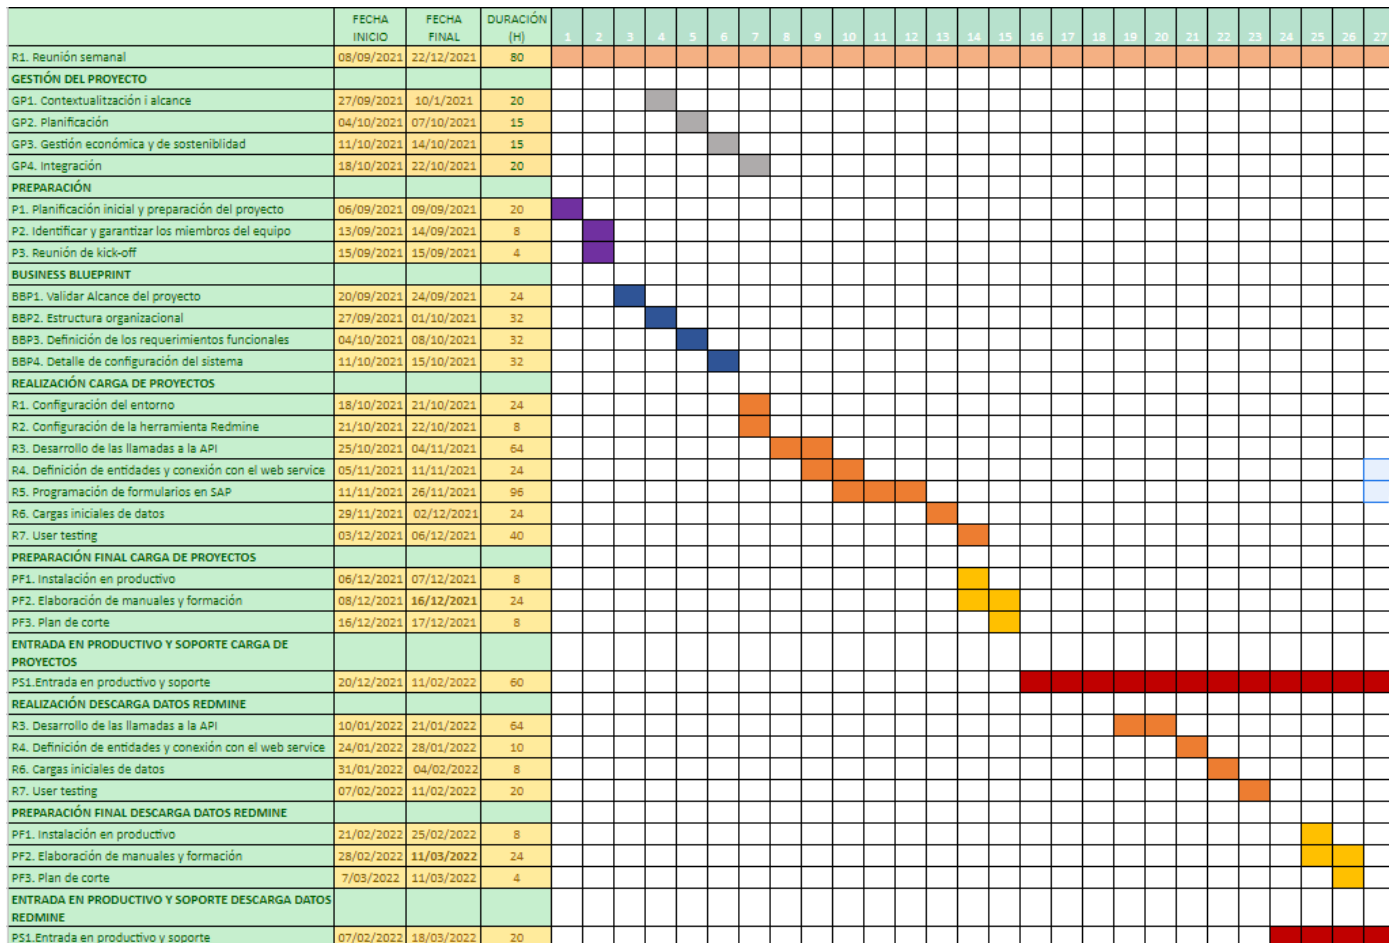 FECHA INICIO FECHA FINAL DURACIÓN (H) 1 2 3 4 5 6 7 8 9 10 11 12 13 14 15 16 17 18 19 20 21 22 23 24 25 26 27
R1. Reunión semanal 08/09/2021 22/12/2021 80
GESTIÓN DEL PROYECTO
GP1. Contextualitzación i alcance 27/09/2021 10/1/2021 20
GP2. Planificación 04/10/2021 07/10/2021 15
GP3. Gestión económica y de sosteniblidad 11/10/2021 14/10/2021 15
GP4. Integración 18/10/2021 22/10/2021 20
PREPARACIÓN
P1. Planificación inicial y preparación del proyecto 06/09/2021 09/09/2021 20
P2. Identificar y garantizar los miembros del equipo 13/09/2021 14/09/2021 8
P3. Reunión de kick-off 15/09/2021 15/09/2021 4
BUSINESS BLUEPRINT
BBP1. Validar Alcance del proyecto 20/09/2021 24/09/2021 24
BBP2. Estructura organizacional 27/09/2021 01/10/2021 32
BBP3. Definición de los requerimientos funcionales 04/10/2021 08/10/2021 32
BBP4. Detalle de configuración del sistema 11/10/2021 15/10/2021 32
REALIZACIÓN CARGA DE PROYECTOS
R1. Configuración del entorno 18/10/2021 21/10/2021 24
R2. Configuración de la herramienta Redmine 21/10/2021 22/10/2021 8
R3. Desarrollo de las llamadas a la API 25/10/2021 04/11/2021 64
R4. Definición de entidades y conexión con el web service 05/11/2021 11/11/2021 24
R5. Programación de formularios en SAP 11/11/2021 26/11/2021 96
R6. Cargas iniciales de datos 29/11/2021 02/12/2021 24
R7. User testing 03/12/2021 06/12/2021 40
PREPARACIÓN FINAL CARGA DE PROYECTOS
PF1. Instalación en productivo 06/12/2021 07/12/2021 8
PF2. Elaboración de manuales y formación 08/12/2021 16/12/2021 24
PF3. Plan de corte 16/12/2021 17/12/2021 8
ENTRADA EN PRODUCTIVO Y SOPORTE CARGA DE
PROYECTOS
PS1.Entrada en productivo y soporte 20/12/2021 11/02/2022 60
REALIZACIÓN DESCARGA DATOS REDMINE
R3. Desarrollo de las llamadas a la API 10/01/2022 21/01/2022 64
R4. Definición de entidades y conexión con el web service 24/01/2022 28/01/2022 10
R6. Cargas iniciales de datos 31/01/2022 04/02/2022 8
R7. User testing 07/02/2022 11/02/2022 20
PREPARACIÓN FINAL DESCARGA DATOS REDMINE
PF1. Instalación en productivo 21/02/2022 25/02/2022 8
PF2. Elaboración de manuales y formación 28/02/2022 11/03/2022 24
PF3. Plan de corte 7/03/2022 11/03/2022 4
ENTRADA EN PRODUCTIVO Y SOPORTE DESCARGA DATOS
REDMINE
PS1.Entrada en productivo y soporte 07/02/2022 18/03/2022 20